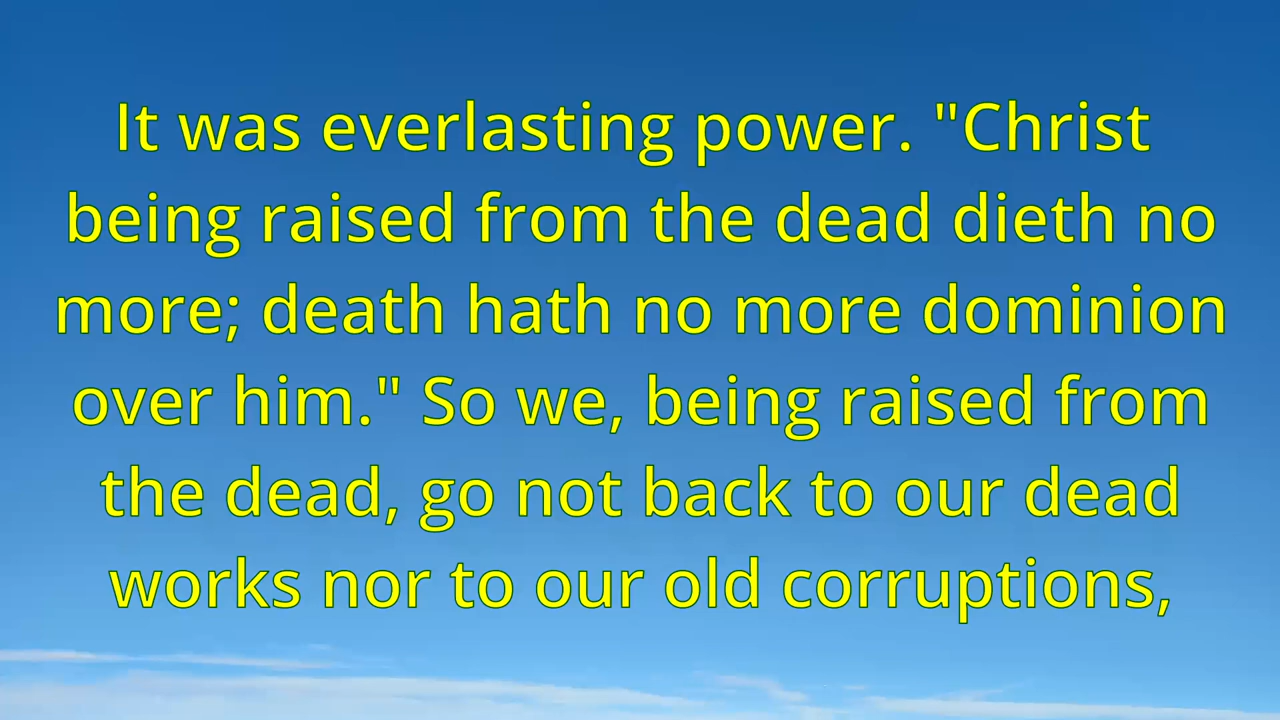 It was everlasting power. "Christ
being raised from the dead dieth no
more; death hath no more dominion
over him." So we, being raised from
the dead, go not back to our dead
works nor to our old corruptions,